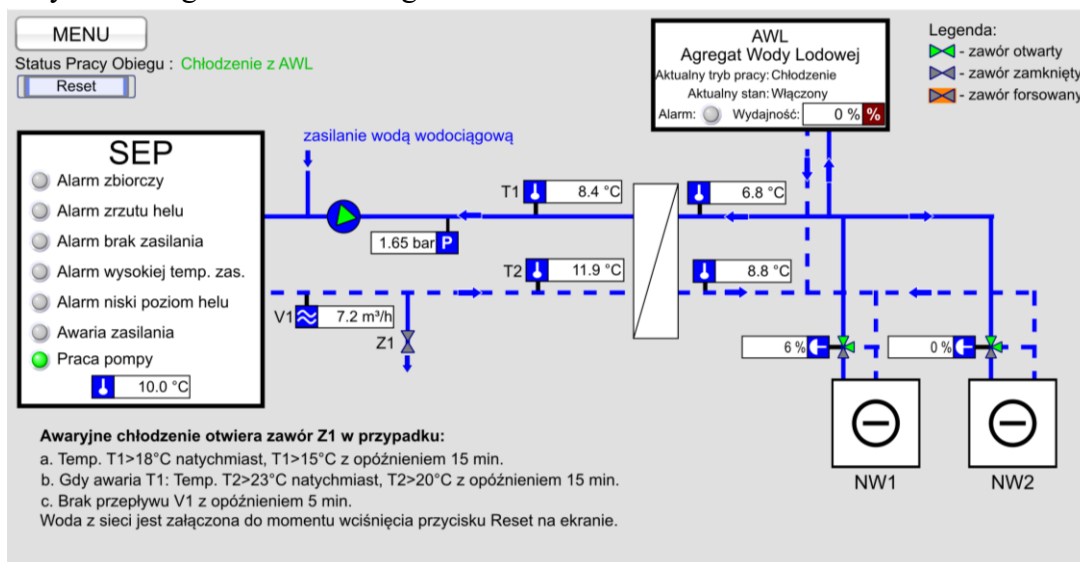 MENU
Status Pracy Obiegu : Chłodzenie z AWL
Reset
AWL
Agregat Wody Lodowej
Aktualny tryb pracy: Chłodzenie
Aktualny stan: Włączony
Alarm: Wydajność: 0 % %
Legenda:
- zawór otwarty
- zawór zamknięty
- zawór forsowany
SEP
Alarm zbiorczy
Alarm zrzutu helu
Alarm brak zasilania
Alarm wysokiej temp. zas.
Alarm niski poziom helu
Awaria zasilania
Praca pompy
10.0 °C
zasilanie wodą wodociągową
T1 8.4 °C
6.8 °C
1.65 bar P
T2 11.9 °C
8.8 °C
V1 7.2 m³/h
Z1
6 %
0 %
NW1
NW2
Awaryjne chłodzenie otwiera zawór Z1 w przypadku:
a. Temp. T1>18°C natychmiast, T1>15°C z opóźnieniem 15 min.
b. Gdy awaria T1: Temp. T2>23°C natychmiast, T2>20°C z opóźnieniem 15 min.
c. Brak przepływu V1 z opóźnieniem 5 min.
Woda z sieci jest załączona do momentu wciśnięcia przycisku Reset na ekranie.